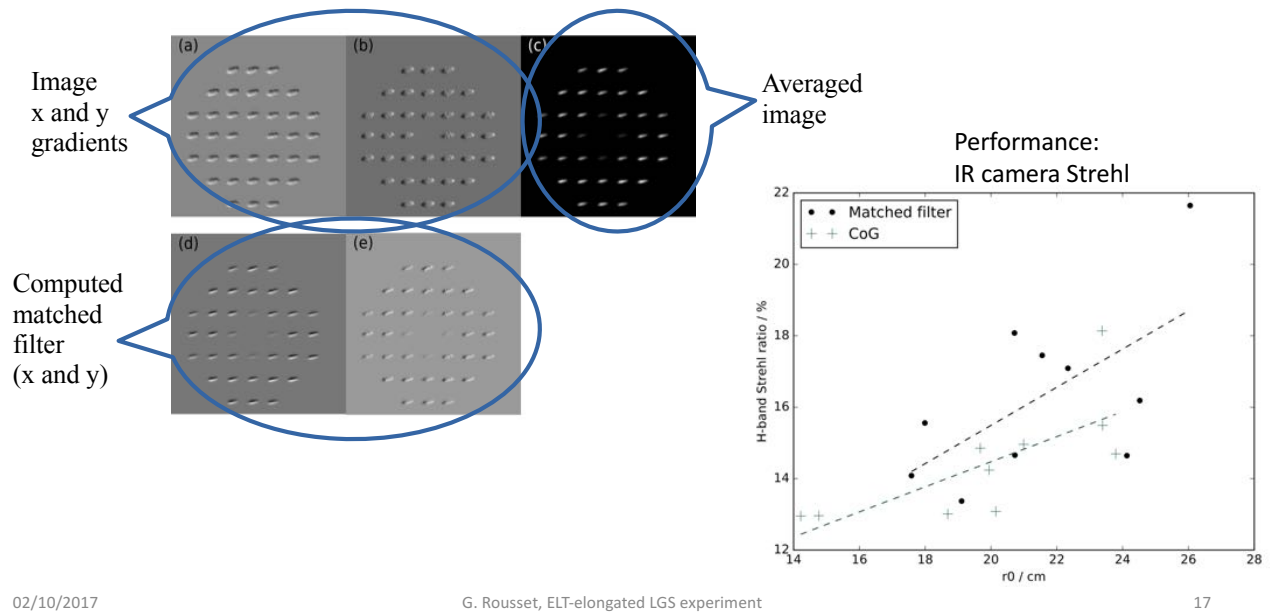 Image
x and y
gradients
(a)
(b)
(c)
Averaged
image
(d)
(e)
Computed
matched
filter
(x and y)
Performance:
IR camera Strehl
Matched filter
CoG
H-band Strehl ratio / %
22
20
18
16
14
12
14 16 18 20 22 24 26 28
r0 / cm
02/10/2017 G. Rousset, ELT-elongated LGS experiment 17